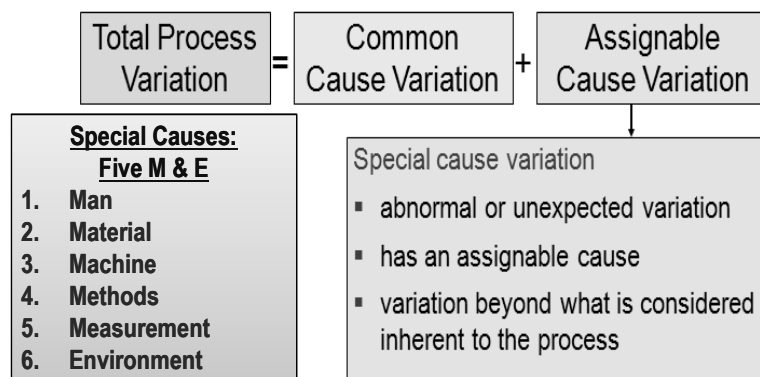 Total Process
Variation
=
Common
Cause Variation
+
Assignable
Cause Variation
Special Causes:
Five M & E
1. Man
2. Material
3. Machine
4. Methods
5. Measurement
6. Environment
Special cause variation
▪ abnormal or unexpected variation
▪ has an assignable cause
▪ variation beyond what is considered
inherent to the process